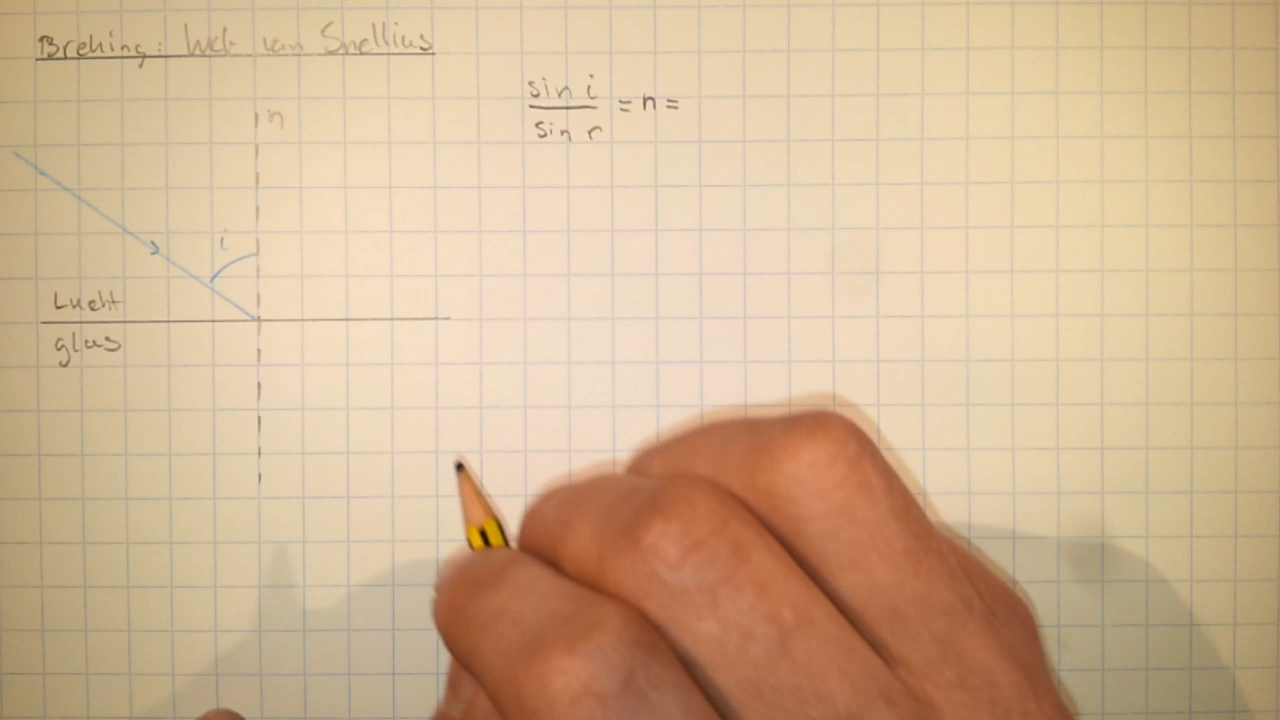 Breking: Wet van Snellius
sin i
sin r
= n =
n
i
Lucht
glas